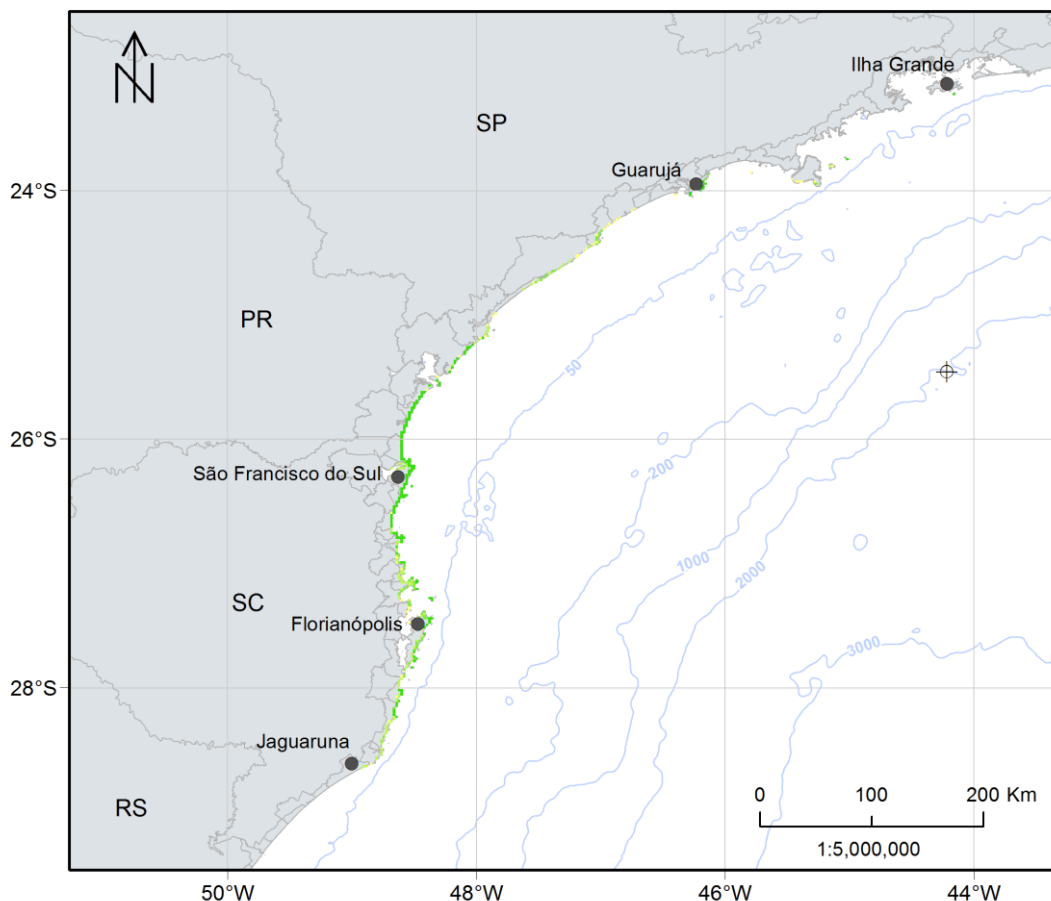 N
Ilha Grande
SP
Guarujá
24°S
PR
50
26°S
200
São Francisco do Sul
1000
2000
SC
Florianópolis
3000
28°S
Jaguaruna
0 100 200 Km
RS
1:5,000,000
50°W 48°W 46°W 44°W